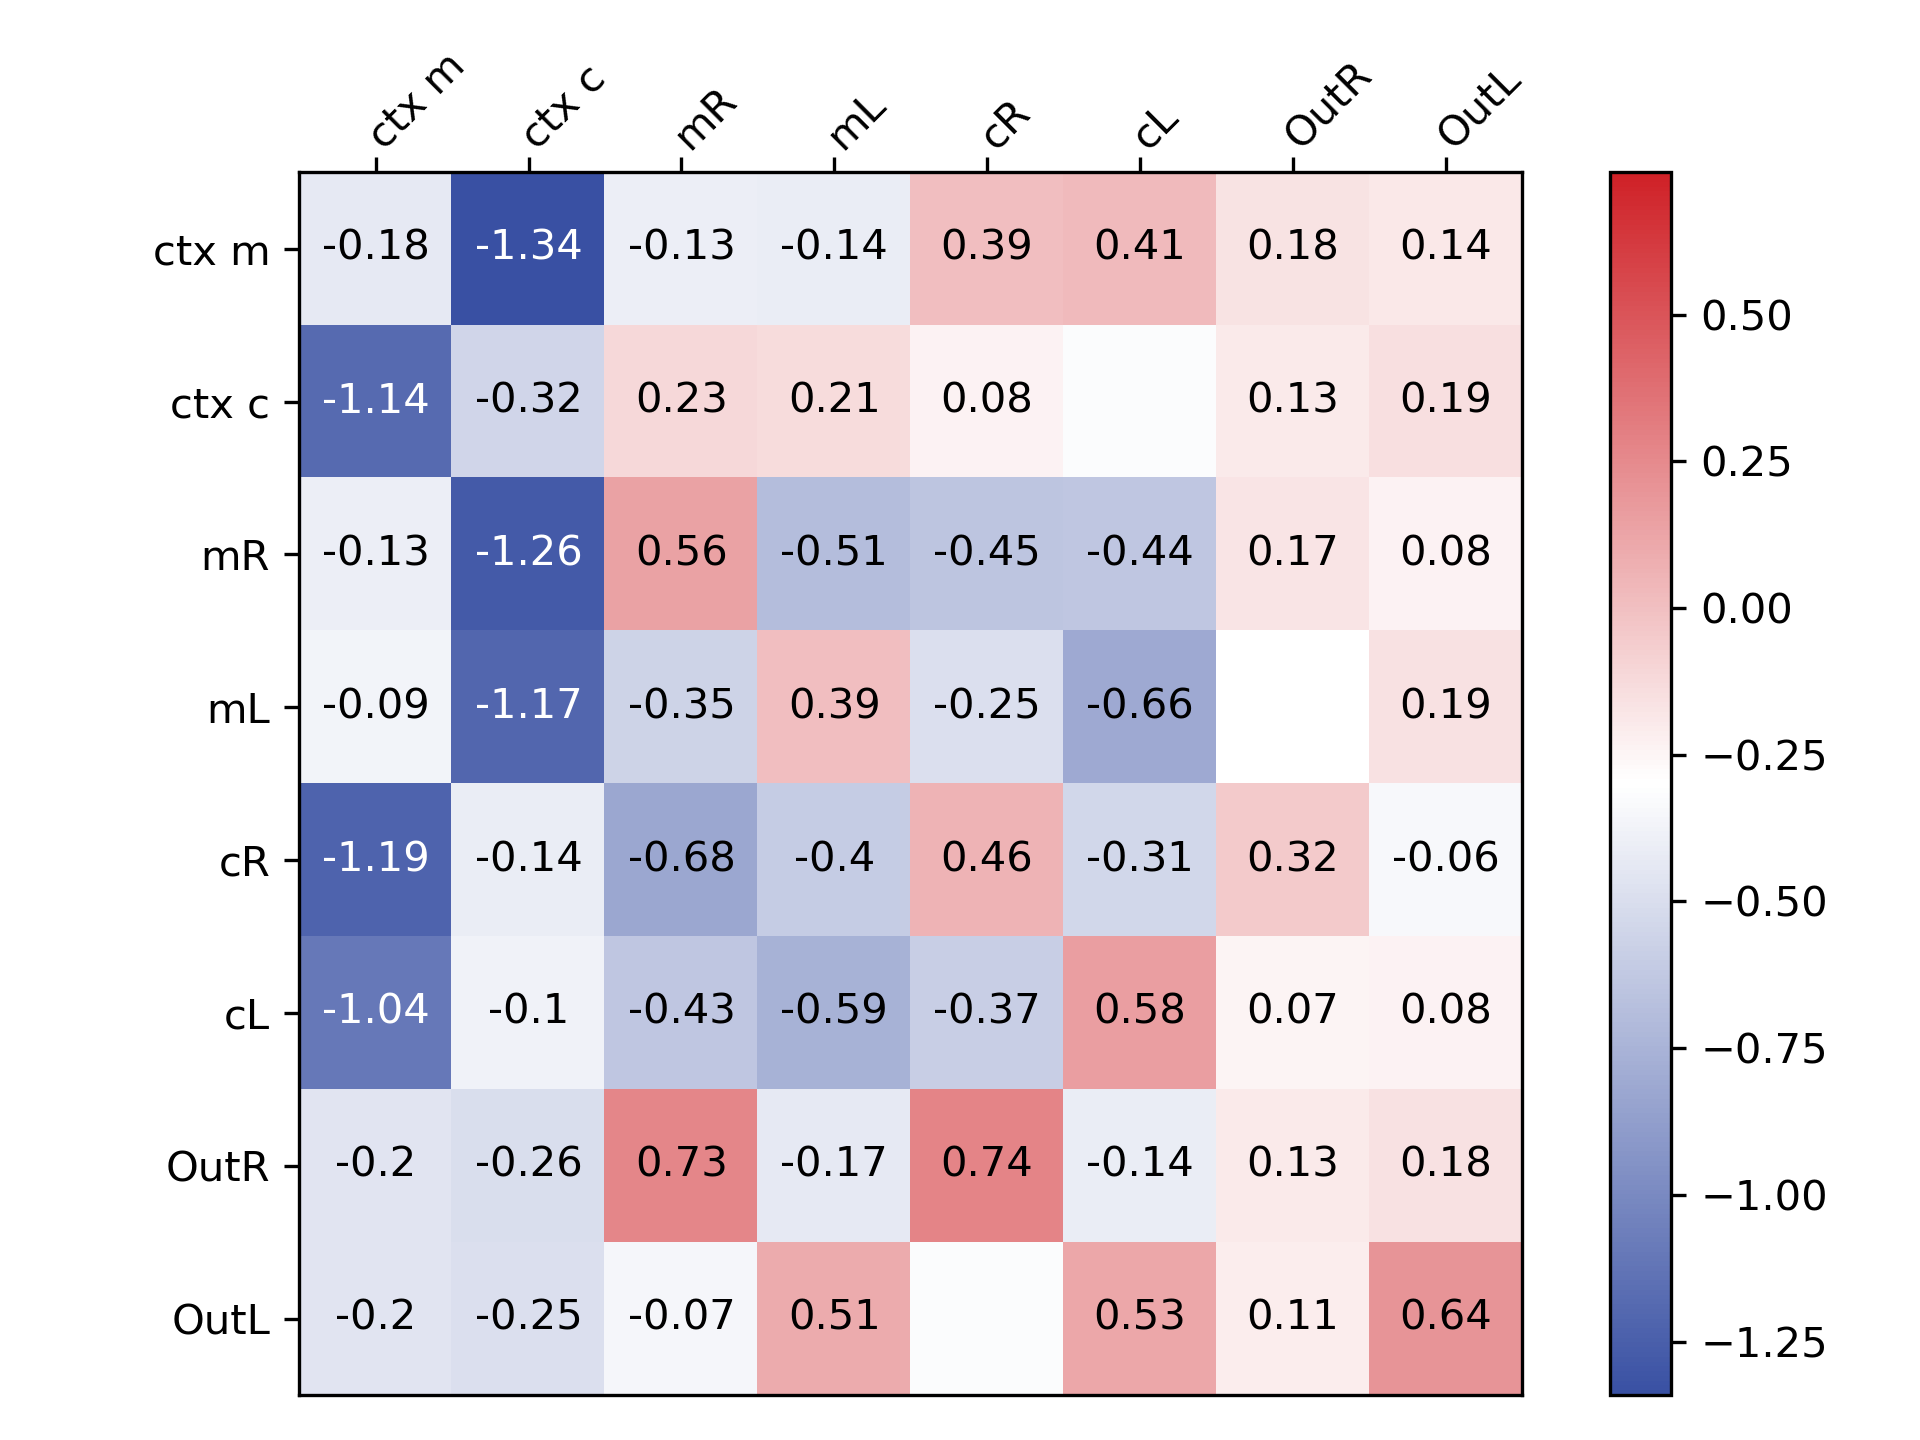 ctx m ctx c mR mL cR cL OutR OutL
ctx m -0.18 -1.34 -0.13 -0.14 0.39 0.41 0.18 0.14
0.50
ctx c -1.14 -0.32 0.23 0.21 0.08 0.13 0.19
0.25
mR -0.13 -1.26 0.56 -0.51 -0.45 -0.44 0.17 0.08
0.00
mL -0.09 -1.17 -0.35 0.39 -0.25 -0.66 0.19
−0.25
cR -1.19 -0.14 -0.68 -0.4 0.46 -0.31 0.32 -0.06
−0.50
cL -1.04 -0.1 -0.43 -0.59 -0.37 0.58 0.07 0.08
−0.75
OutR -0.2 -0.26 0.73 -0.17 0.74 -0.14 0.13 0.18
−1.00
OutL -0.2 -0.25 -0.07 0.51 0.53 0.11 0.64
−1.25